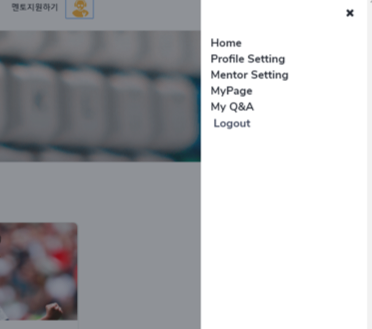 멘토지원하기
Home
Profile Setting
Mentor Setting
MyPage
My Q&A
Logout